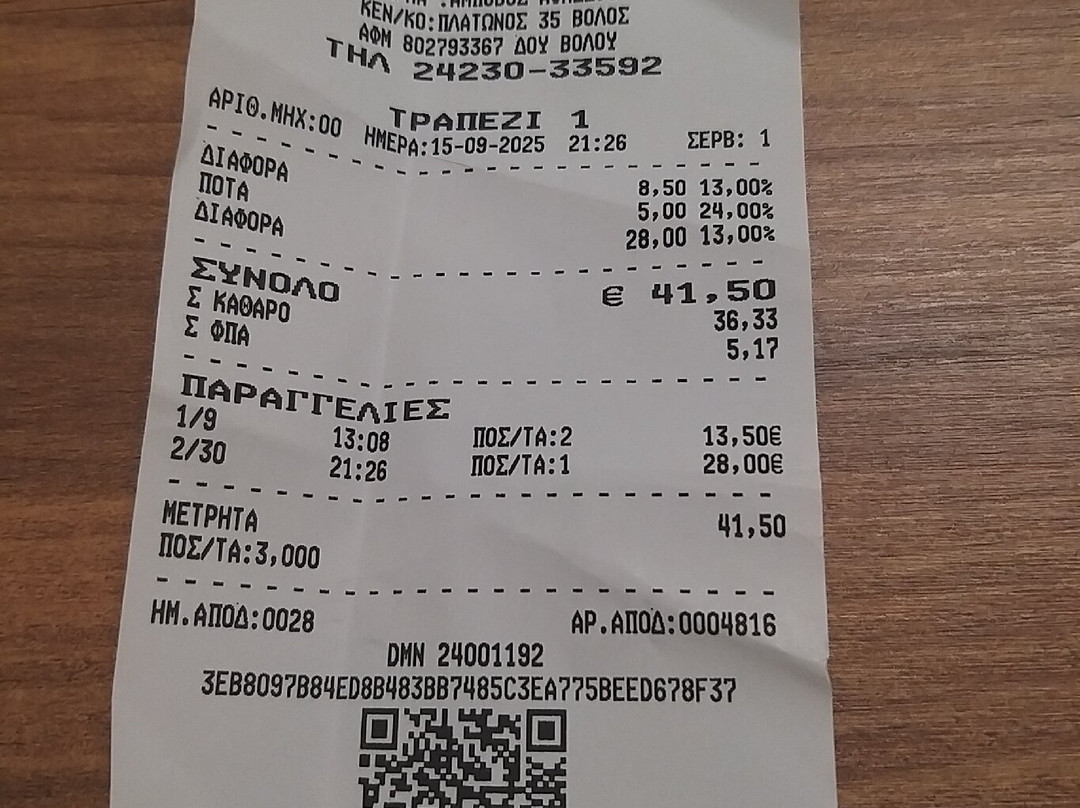 ΚΕΝ/ΚΟ:ΠΛΑΤΩΝΟΣ 35 ΒΟΛΟΣ
ΑΦΜ 802793367 ΔΟΥ ΒΟΛΟΥ
ΤΗΛ 24230-33592
ΤΡΑΠΕΖΙ 1
ΑΡΙΘ.ΜΗΧ:00 ΗΜΕΡΑ:15-09-2025 21:26 ΣΕΡΒ: 1
ΔΙΑΦΟΡΑ 8,50 13,00%
ΠΟΤΑ 5,00 24,00%
ΔΙΑΦΟΡΑ 28,00 13,00%
ΣΥΝΟΛΟ € 41,50
Σ ΚΑΘΑΡΟ 36,33
Σ ΦΠΑ 5,17
ΠΑΡΑΓΓΕΛΙΕΣ
1/9 13:08 ΠΟΣ/ΤΑ:2 13,50€
2/30 21:26 ΠΟΣ/ΤΑ:1 28,00€
ΜΕΤΡΗΤΑ 41,50
ΠΟΣ/ΤΑ:3,000
ΗΜ.ΑΠΟΔ:0028 ΑΡ.ΑΠΟΔ:0004816
DMN 24001192
3EB8097B84ED8B483BB7485C3EA775BEED678F37